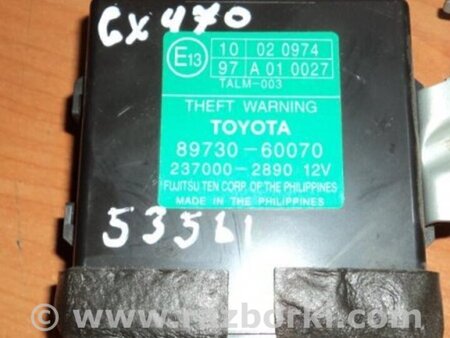 GX470
E13
10 02 0974
97 A 01 0027
TALM-003
THEFT WARNING
TOYOTA
89730-60070
237000-2890 12V
FUJITSU TEN CORP. OF THE PHILIPPINES
MADE IN THE PHILIPPINES
53561
© www.razborki.com